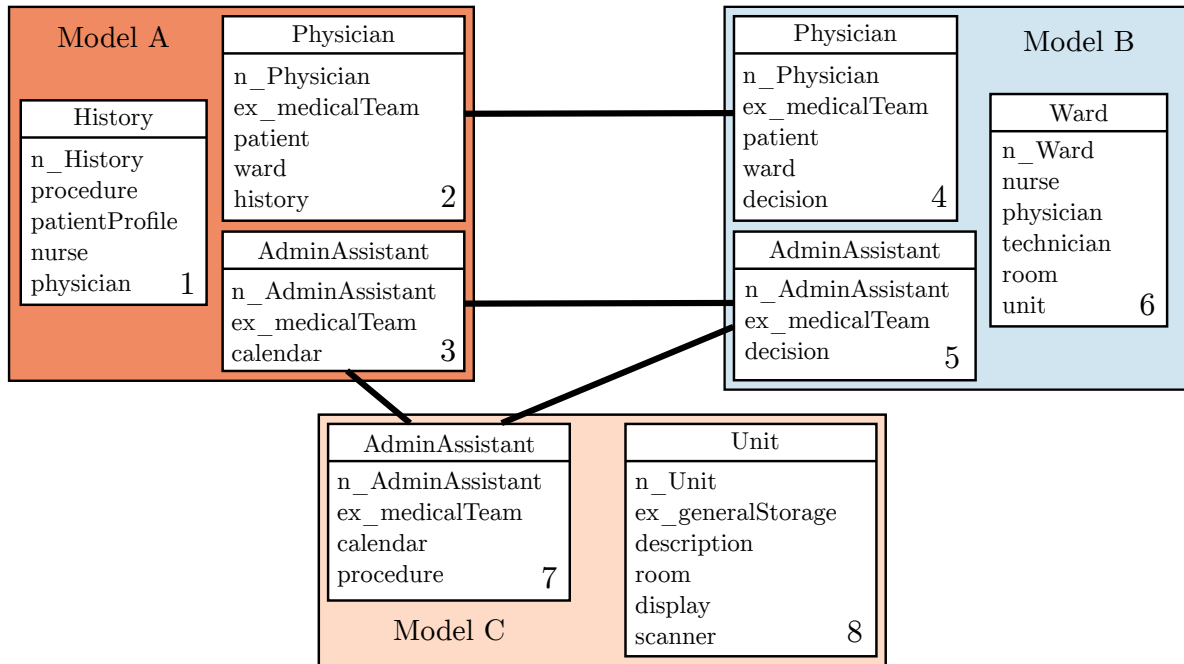 Model A
History
n_History
procedure
patientProfile
nurse
physician
1
Physician
n_Physician
ex_medicalTeam
patient
ward
history
2
AdminAssistant
n_AdminAssistant
ex_medicalTeam
calendar
3
Model B
Physician
n_Physician
ex_medicalTeam
patient
ward
decision
4
AdminAssistant
n_AdminAssistant
ex_medicalTeam
decision
5
Ward
n_Ward
nurse
physician
technician
room
unit
6
AdminAssistant
n_AdminAssistant
ex_medicalTeam
calendar
procedure
7
Model C
Unit
n_Unit
ex_generalStorage
description
room
display
scanner
8